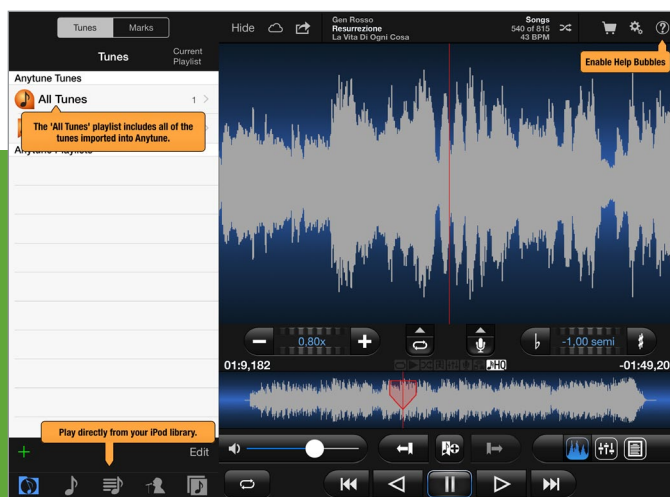 Tunes
Marks
Hide
Gen Rosso
Resurrezione
La Vita Di Ogni Cosa
Songs
540 of 815
43 BPM
Tunes
Current
Playlist
Enable Help Bubbles
Anytune Tunes
All Tunes
1
The 'All Tunes' playlist includes all of the
tunes imported into Anytune.
0,80x
-1,00 semi
01:9,182
HQ
-01:49,20
Play directly from your iPod library.
Edit